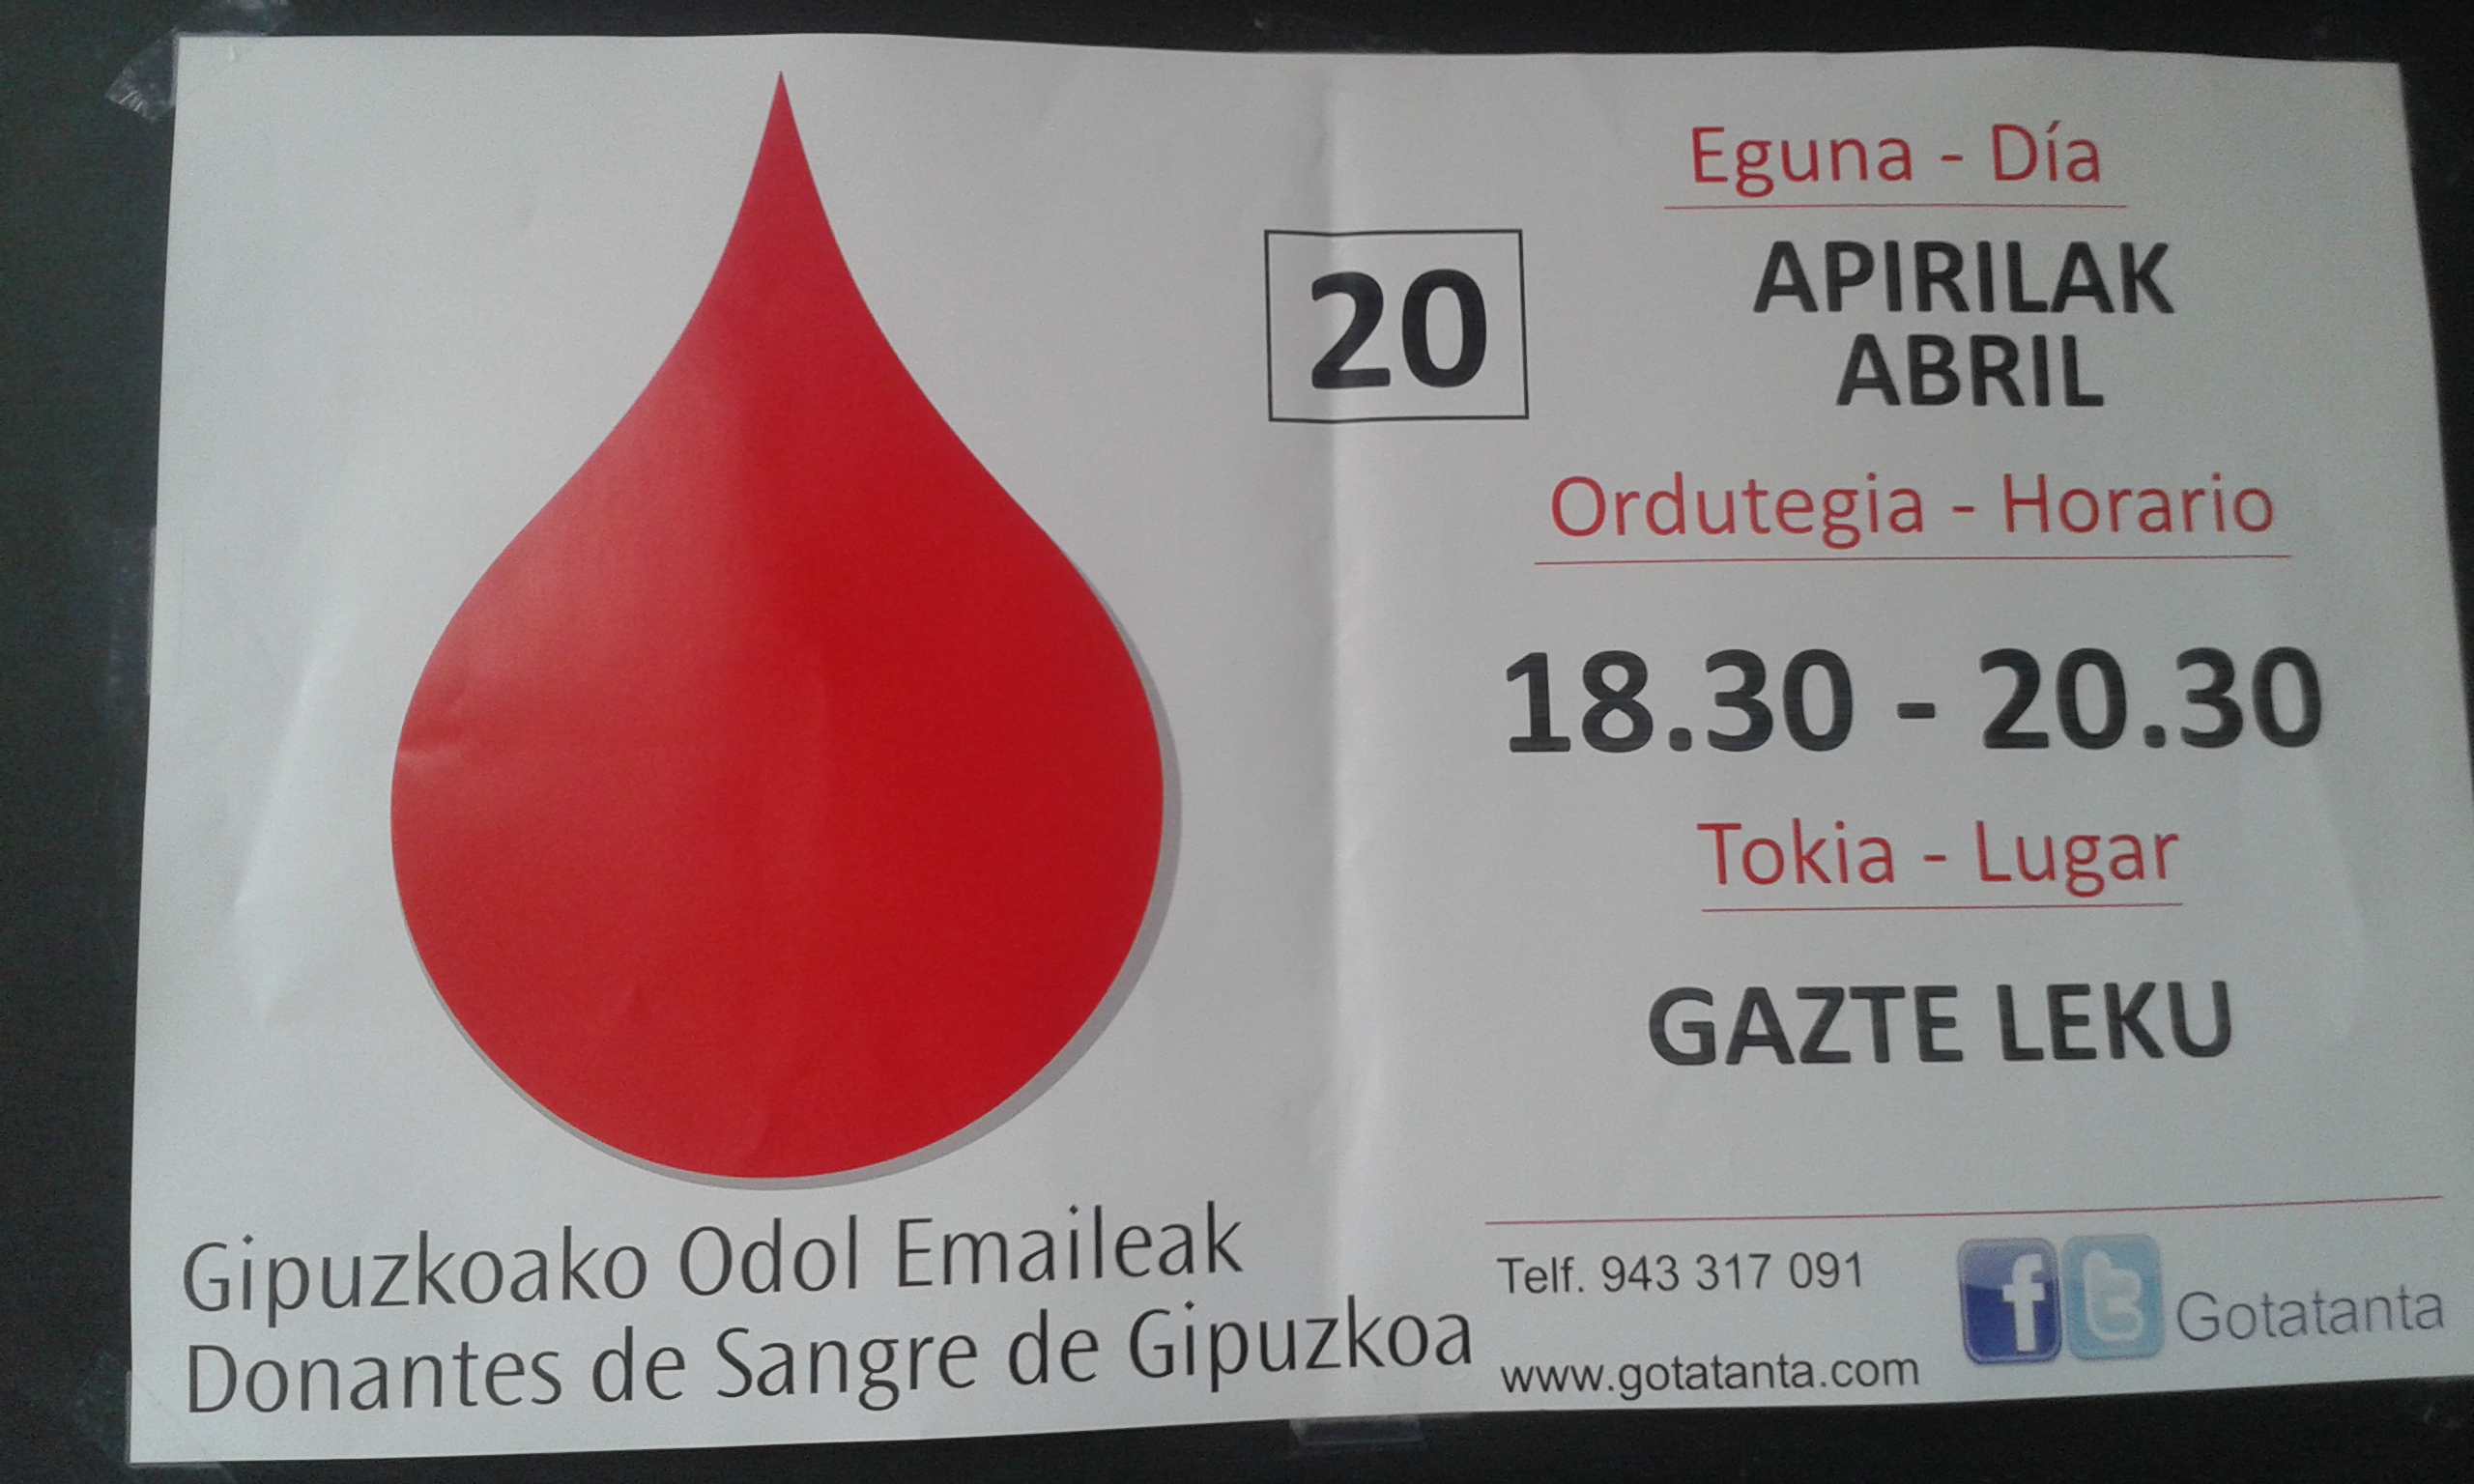 Eguna - Día
20
APIRILAK
ABRIL
Ordutegia - Horario
18.30 - 20.30
Tokia - Lugar
GAZTE LEKU
Gipuzkoako Odol Emaileak
Donantes de Sangre de Gipuzkoa
Telf. 943 317 091
www.gotatanta.com
f t Gotatanta